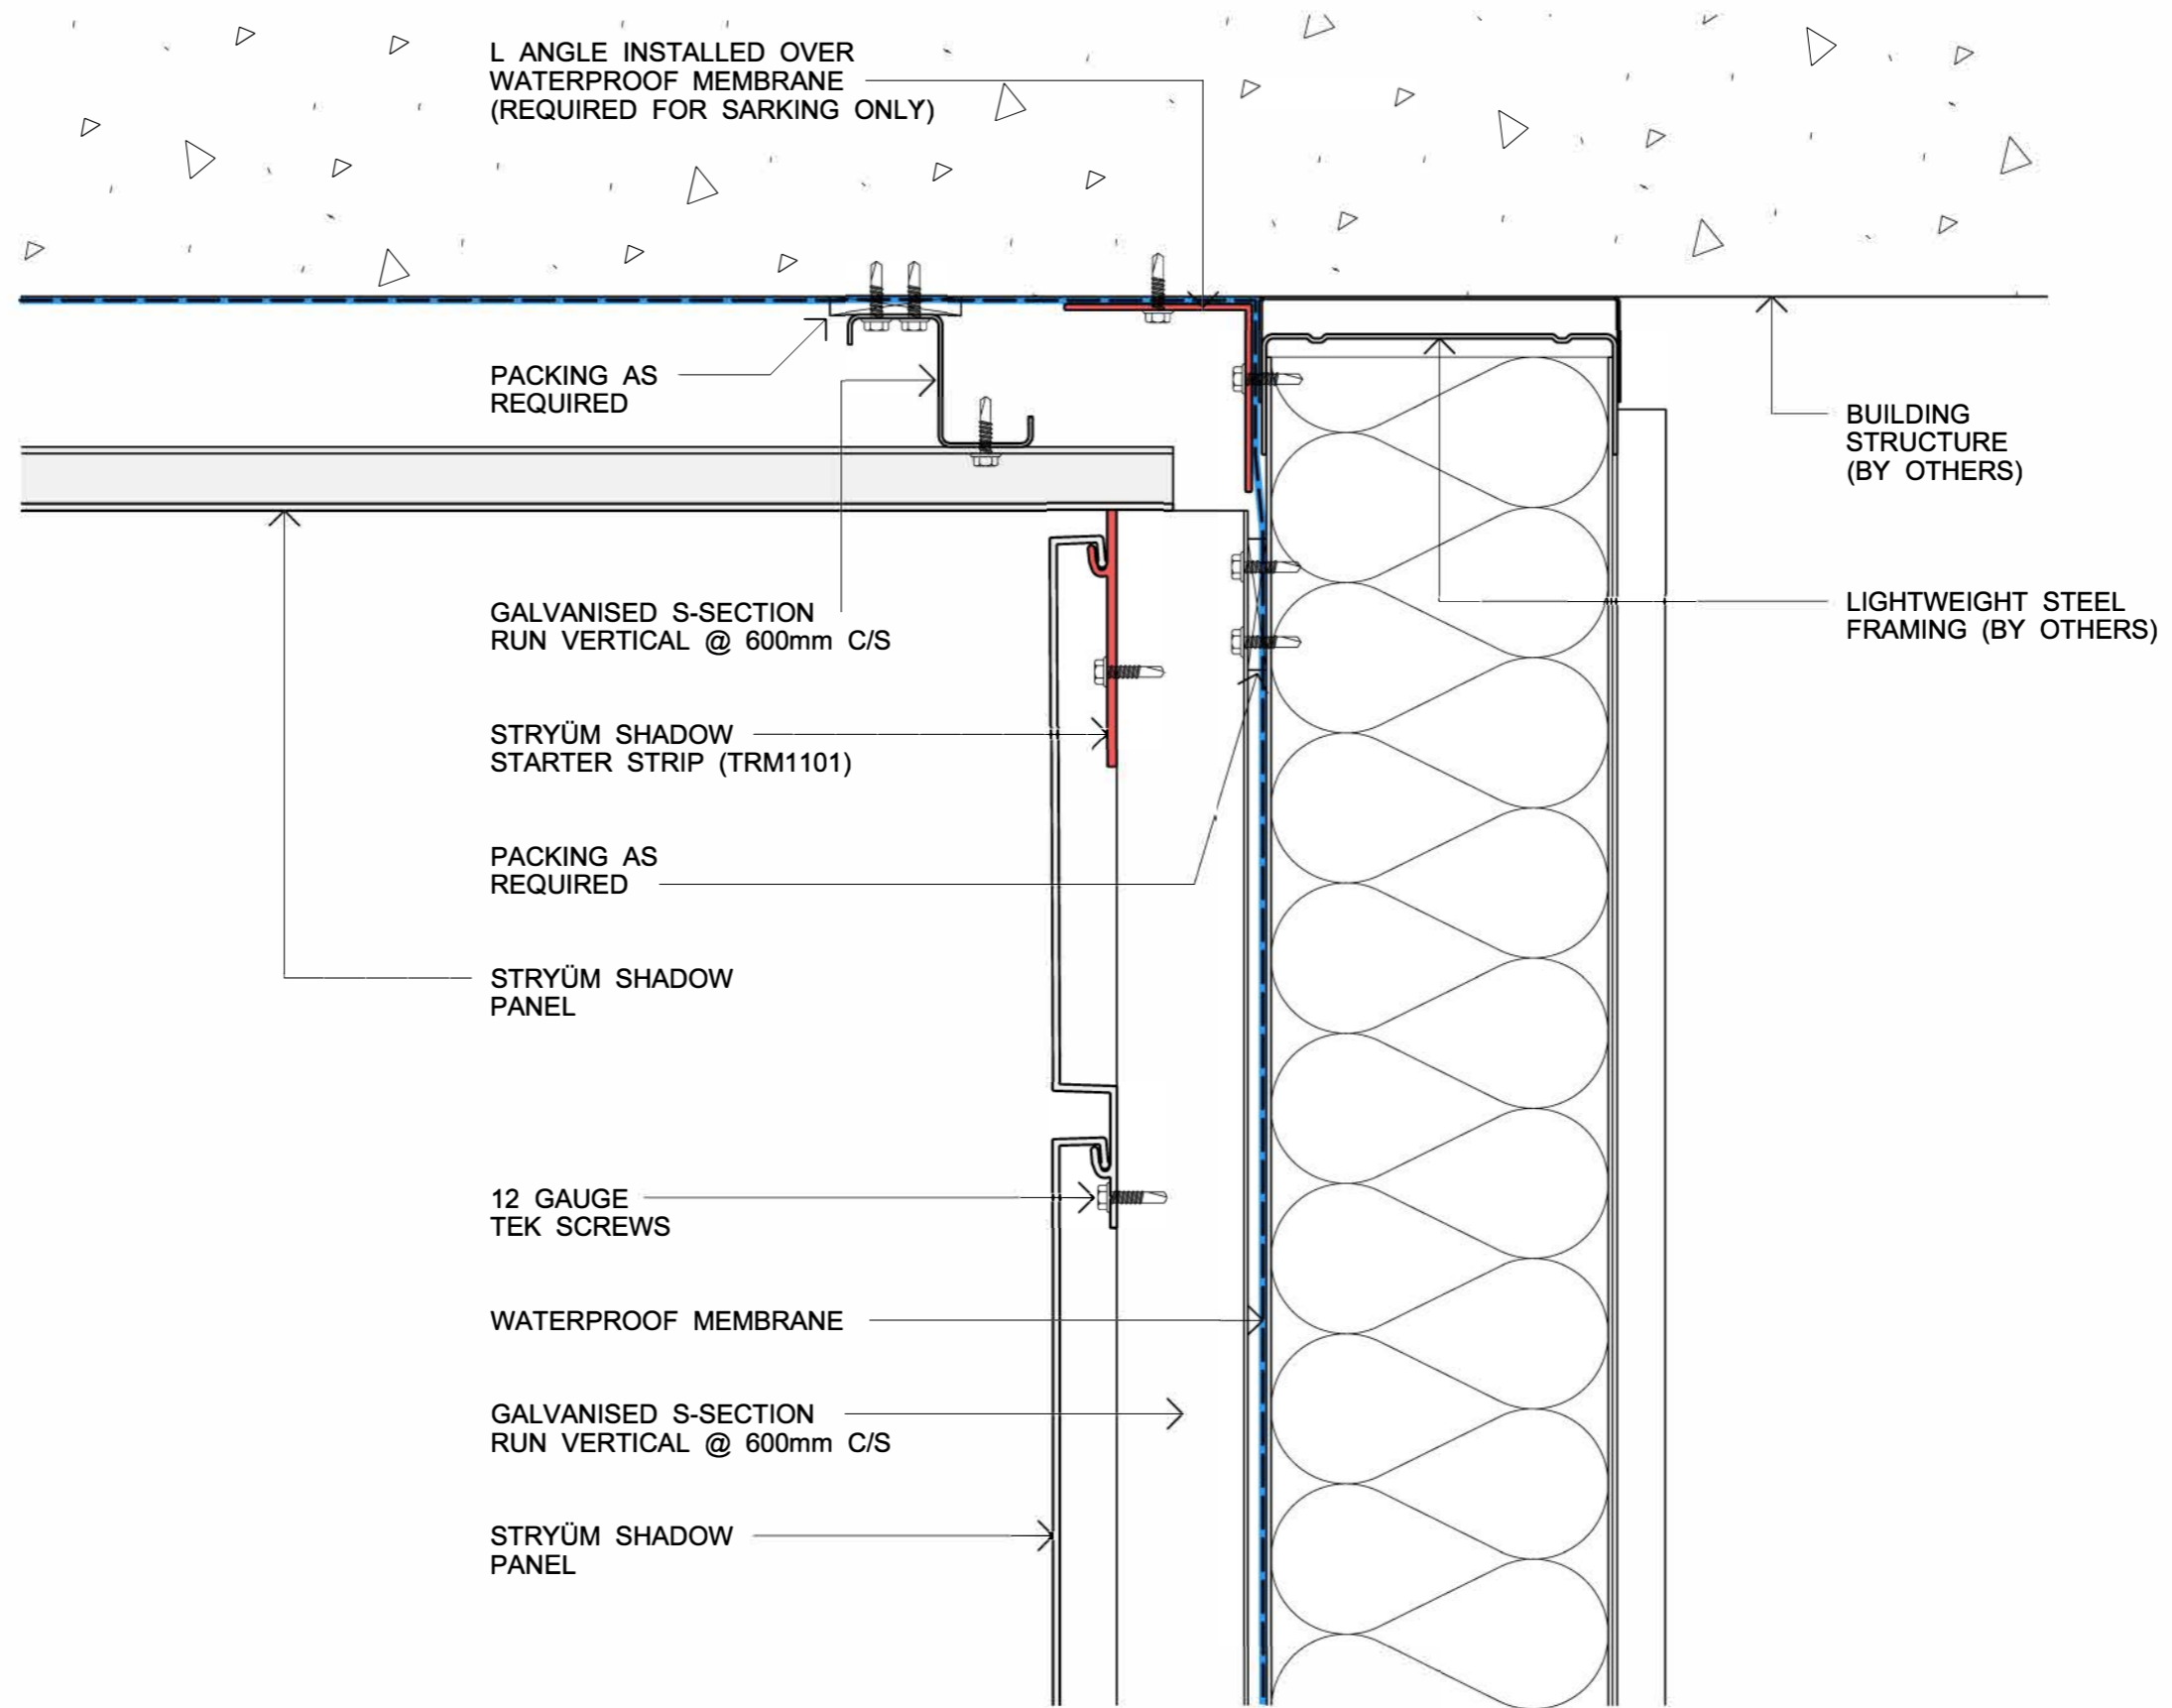 L ANGLE INSTALLED OVER
WATERPROOF MEMBRANE
(REQUIRED FOR SARKING ONLY)
PACKING AS
REQUIRED
BUILDING
STRUCTURE
(BY OTHERS)
GALVANISED S-SECTION
RUN VERTICAL @ 600mm C/S
LIGHTWEIGHT STEEL
FRAMING (BY OTHERS)
STRYÜM SHADOW
STARTER STRIP (TRM1101)
PACKING AS
REQUIRED
STRYÜM SHADOW
PANEL
12 GAUGE
TEK SCREWS
WATERPROOF MEMBRANE
GALVANISED S-SECTION
RUN VERTICAL @ 600mm C/S
STRYÜM SHADOW
PANEL